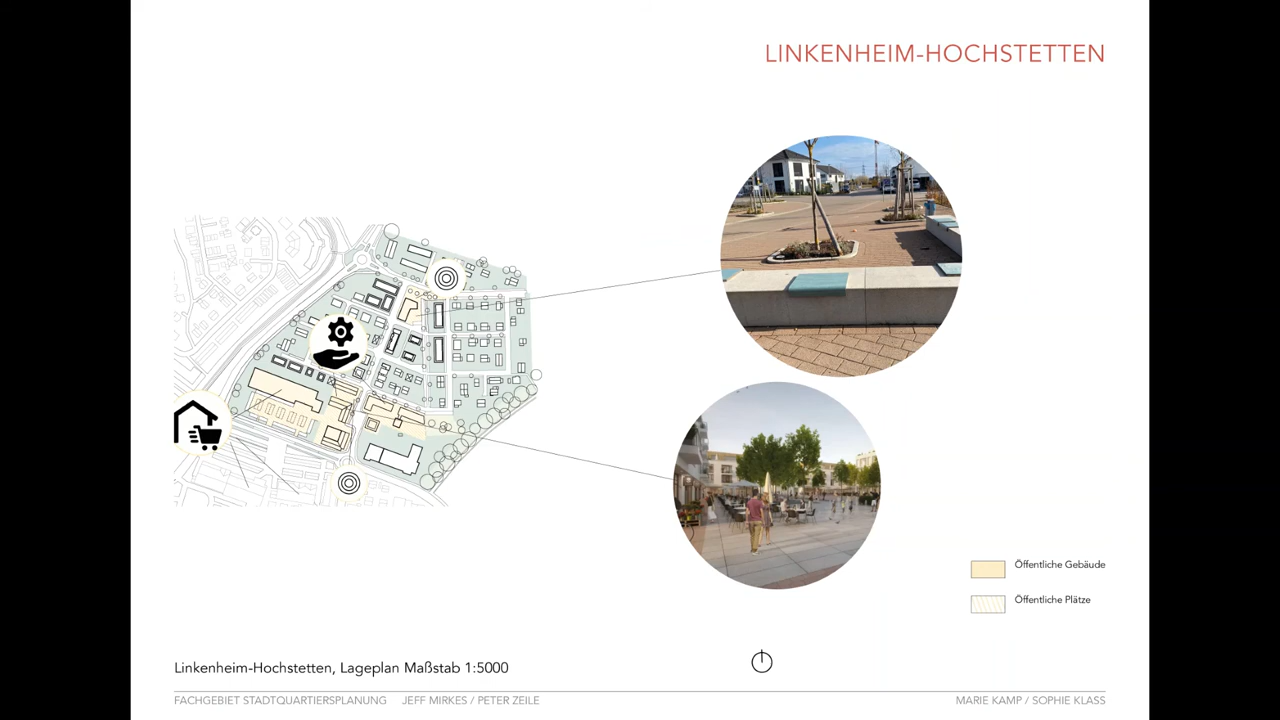 LINKENHEIM-HOCHSTETTEN
Öffentliche Gebäude
Öffentliche Plätze
Linkenheim-Hochstetten, Lageplan Maßstab 1:5000
FACHGEBIET STADTQUARTIERSPLANUNG JEFF MIRKES / PETER ZEILE
MARIE KAMP / SOPHIE KLASS